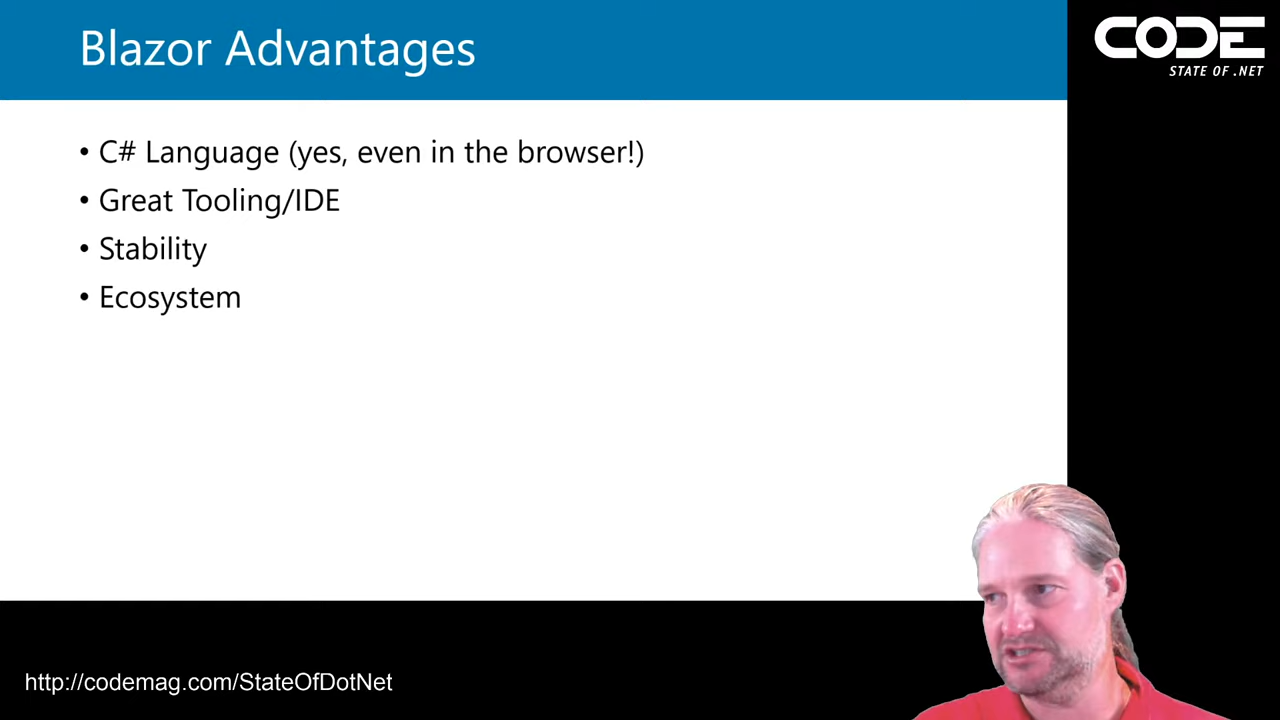 Blazor Advantages
CODE
STATE OF .NET
• C# Language (yes, even in the browser!)
• Great Tooling/IDE
• Stability
• Ecosystem
http://codemag.com/StateOfDotNet